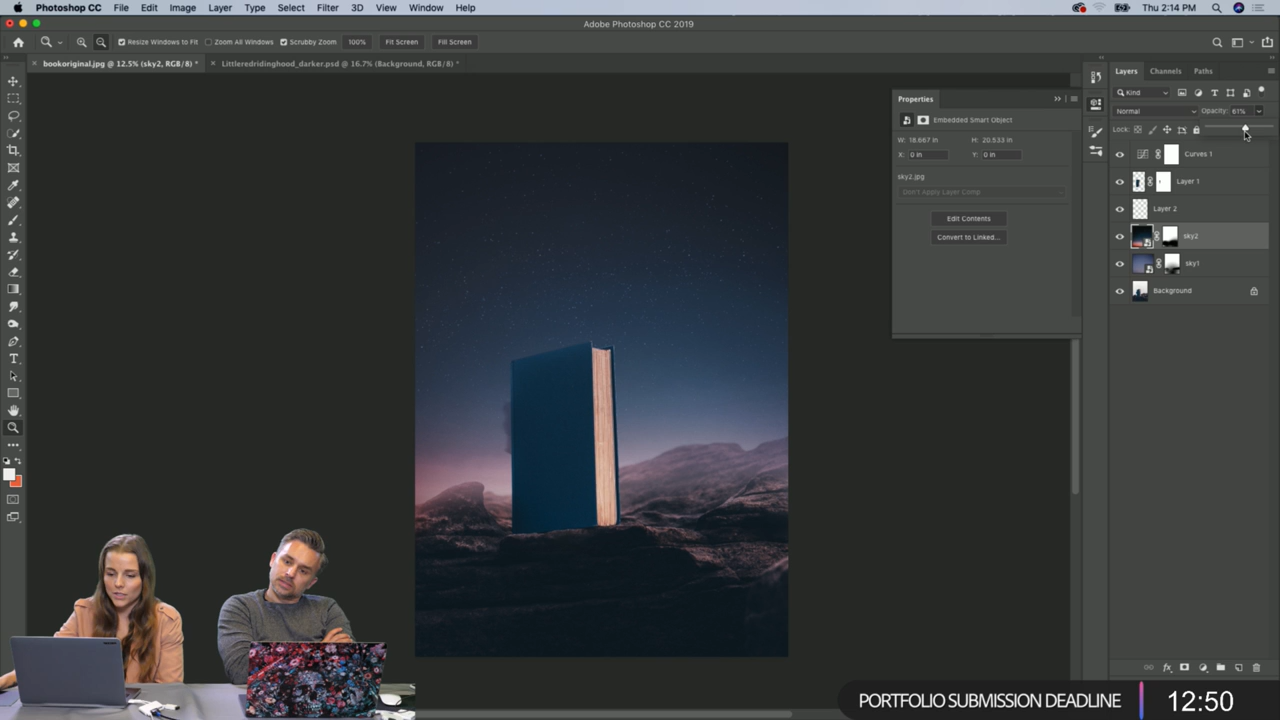 Photoshop CC File Edit Image Layer Type Select Filter 3D View Window Help Thu 2:14 PM
Adobe Photoshop CC 2019
Resize Windows to Fit Zoom All Windows Scrubby Zoom 100% Fit Screen Fill Screen
bookoriginal.jpg @ 12.5% (sky2, RGB/8) * Littleredridinghood_darker.psd @ 16.7% (Background, RGB/8) *
Properties
Embedded Smart Object
W: 18.667 in H: 20.533 in
X: 0 in Y: 0 in
sky2.jpg
Don't Apply Layer Comp
Edit Contents
Convert to Linked...
Layers Channels Paths
Kind
Normal Opacity: 61%
Lock:
Curves 1
Layer 1
Layer 2
sky2
sky1
Background
PORTFOLIO SUBMISSION DEADLINE 12:50